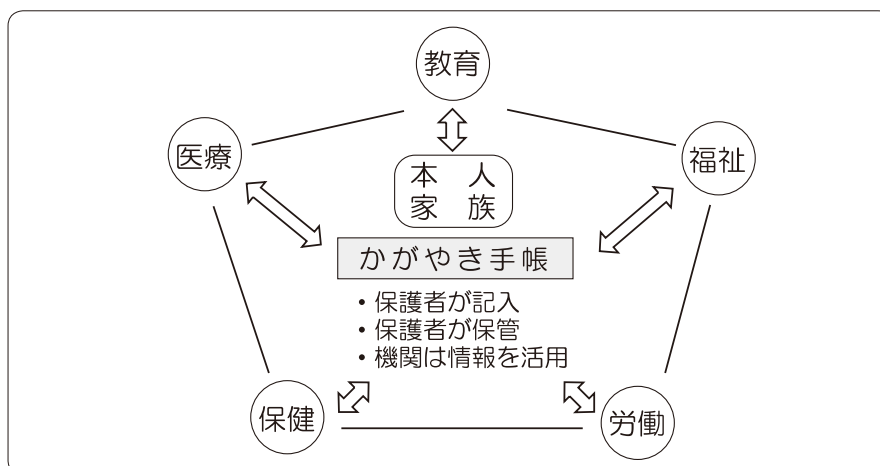 教育
医療
福祉
本人
家族
かがやき手帳
・保護者が記入
・保護者が保管
・機関は情報を活用
保健
労働